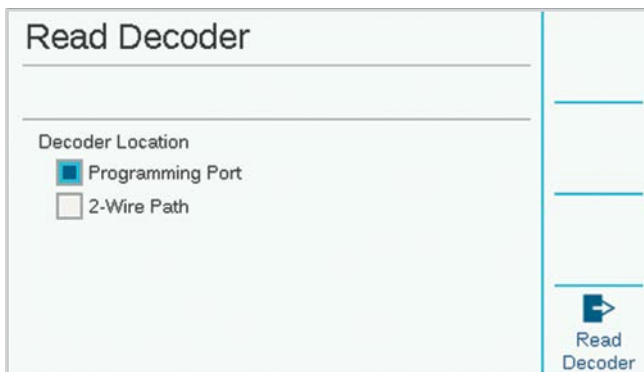 Read Decoder
Decoder Location
Programming Port
2-Wire Path
Read
Decoder